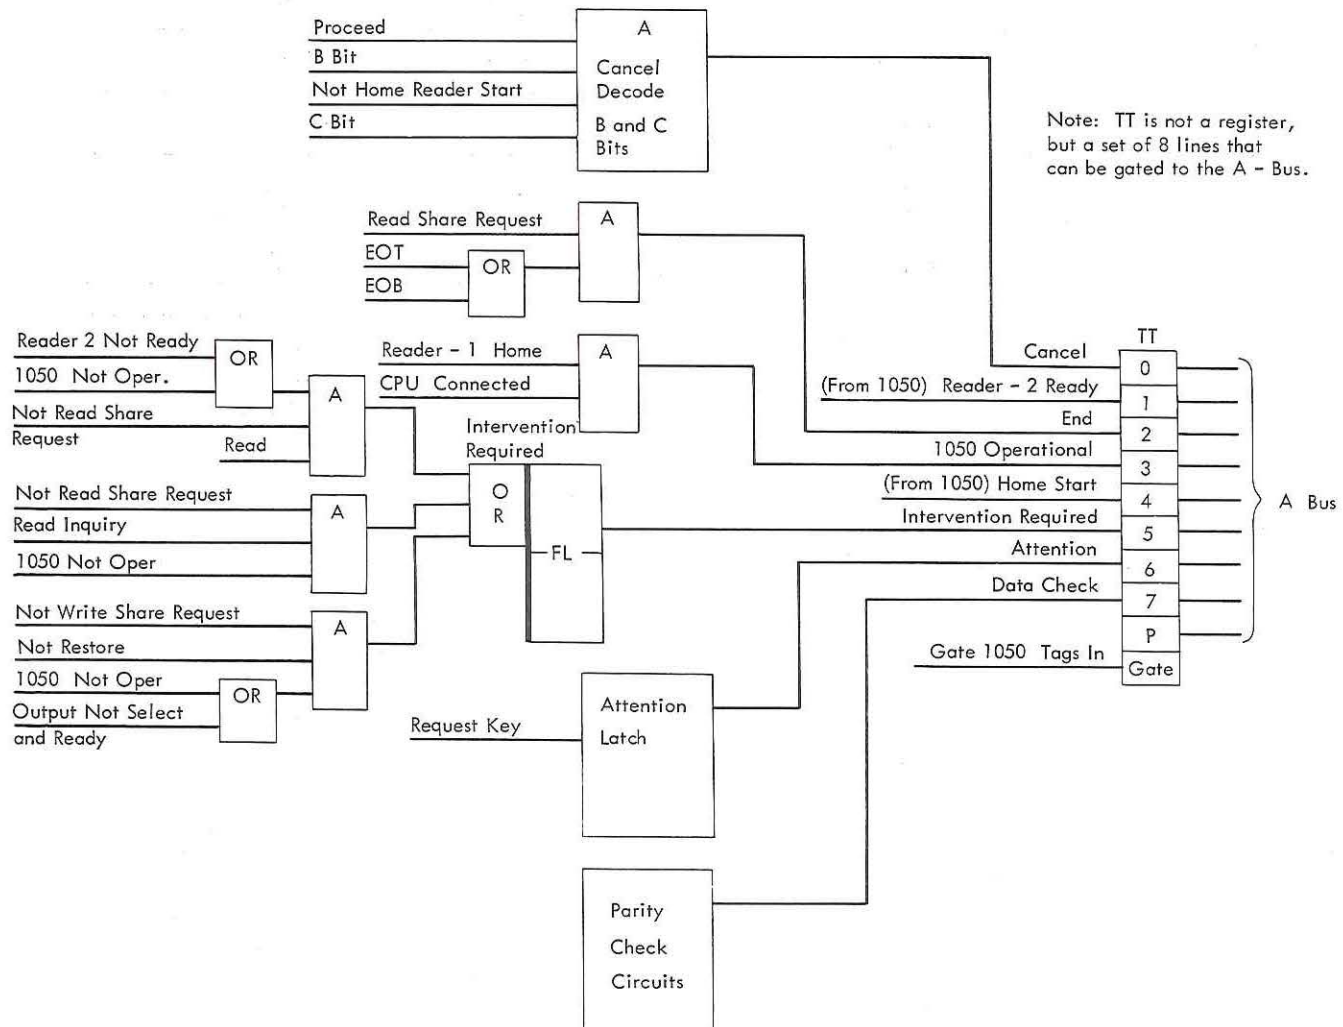 Proceed
B Bit
Not Home Reader Start
C Bit
A
Cancel
Decode
B and C
Bits
Note: TT is not a register,
but a set of 8 lines that
can be gated to the A - Bus.
Read Share Request
EOT
EOB
OR
A
Reader - 1 Home
CPU Connected
A
Reader 2 Not Ready
1050 Not Oper.
OR
Not Read Share
Request
Read
A
Not Read Share Request
Read Inquiry
1050 Not Oper
A
Not Write Share Request
Not Restore
1050 Not Oper
Output Not Select
and Ready
OR
A
Intervention
Required
O
R
FL
Request Key
Attention
Latch
Parity
Check
Circuits
TT
Cancel
0
(From 1050) Reader - 2 Ready
1
End
2
1050 Operational
3
(From 1050) Home Start
4
Intervention Required
5
Attention
6
Data Check
7
P
Gate 1050 Tags In
Gate
A Bus